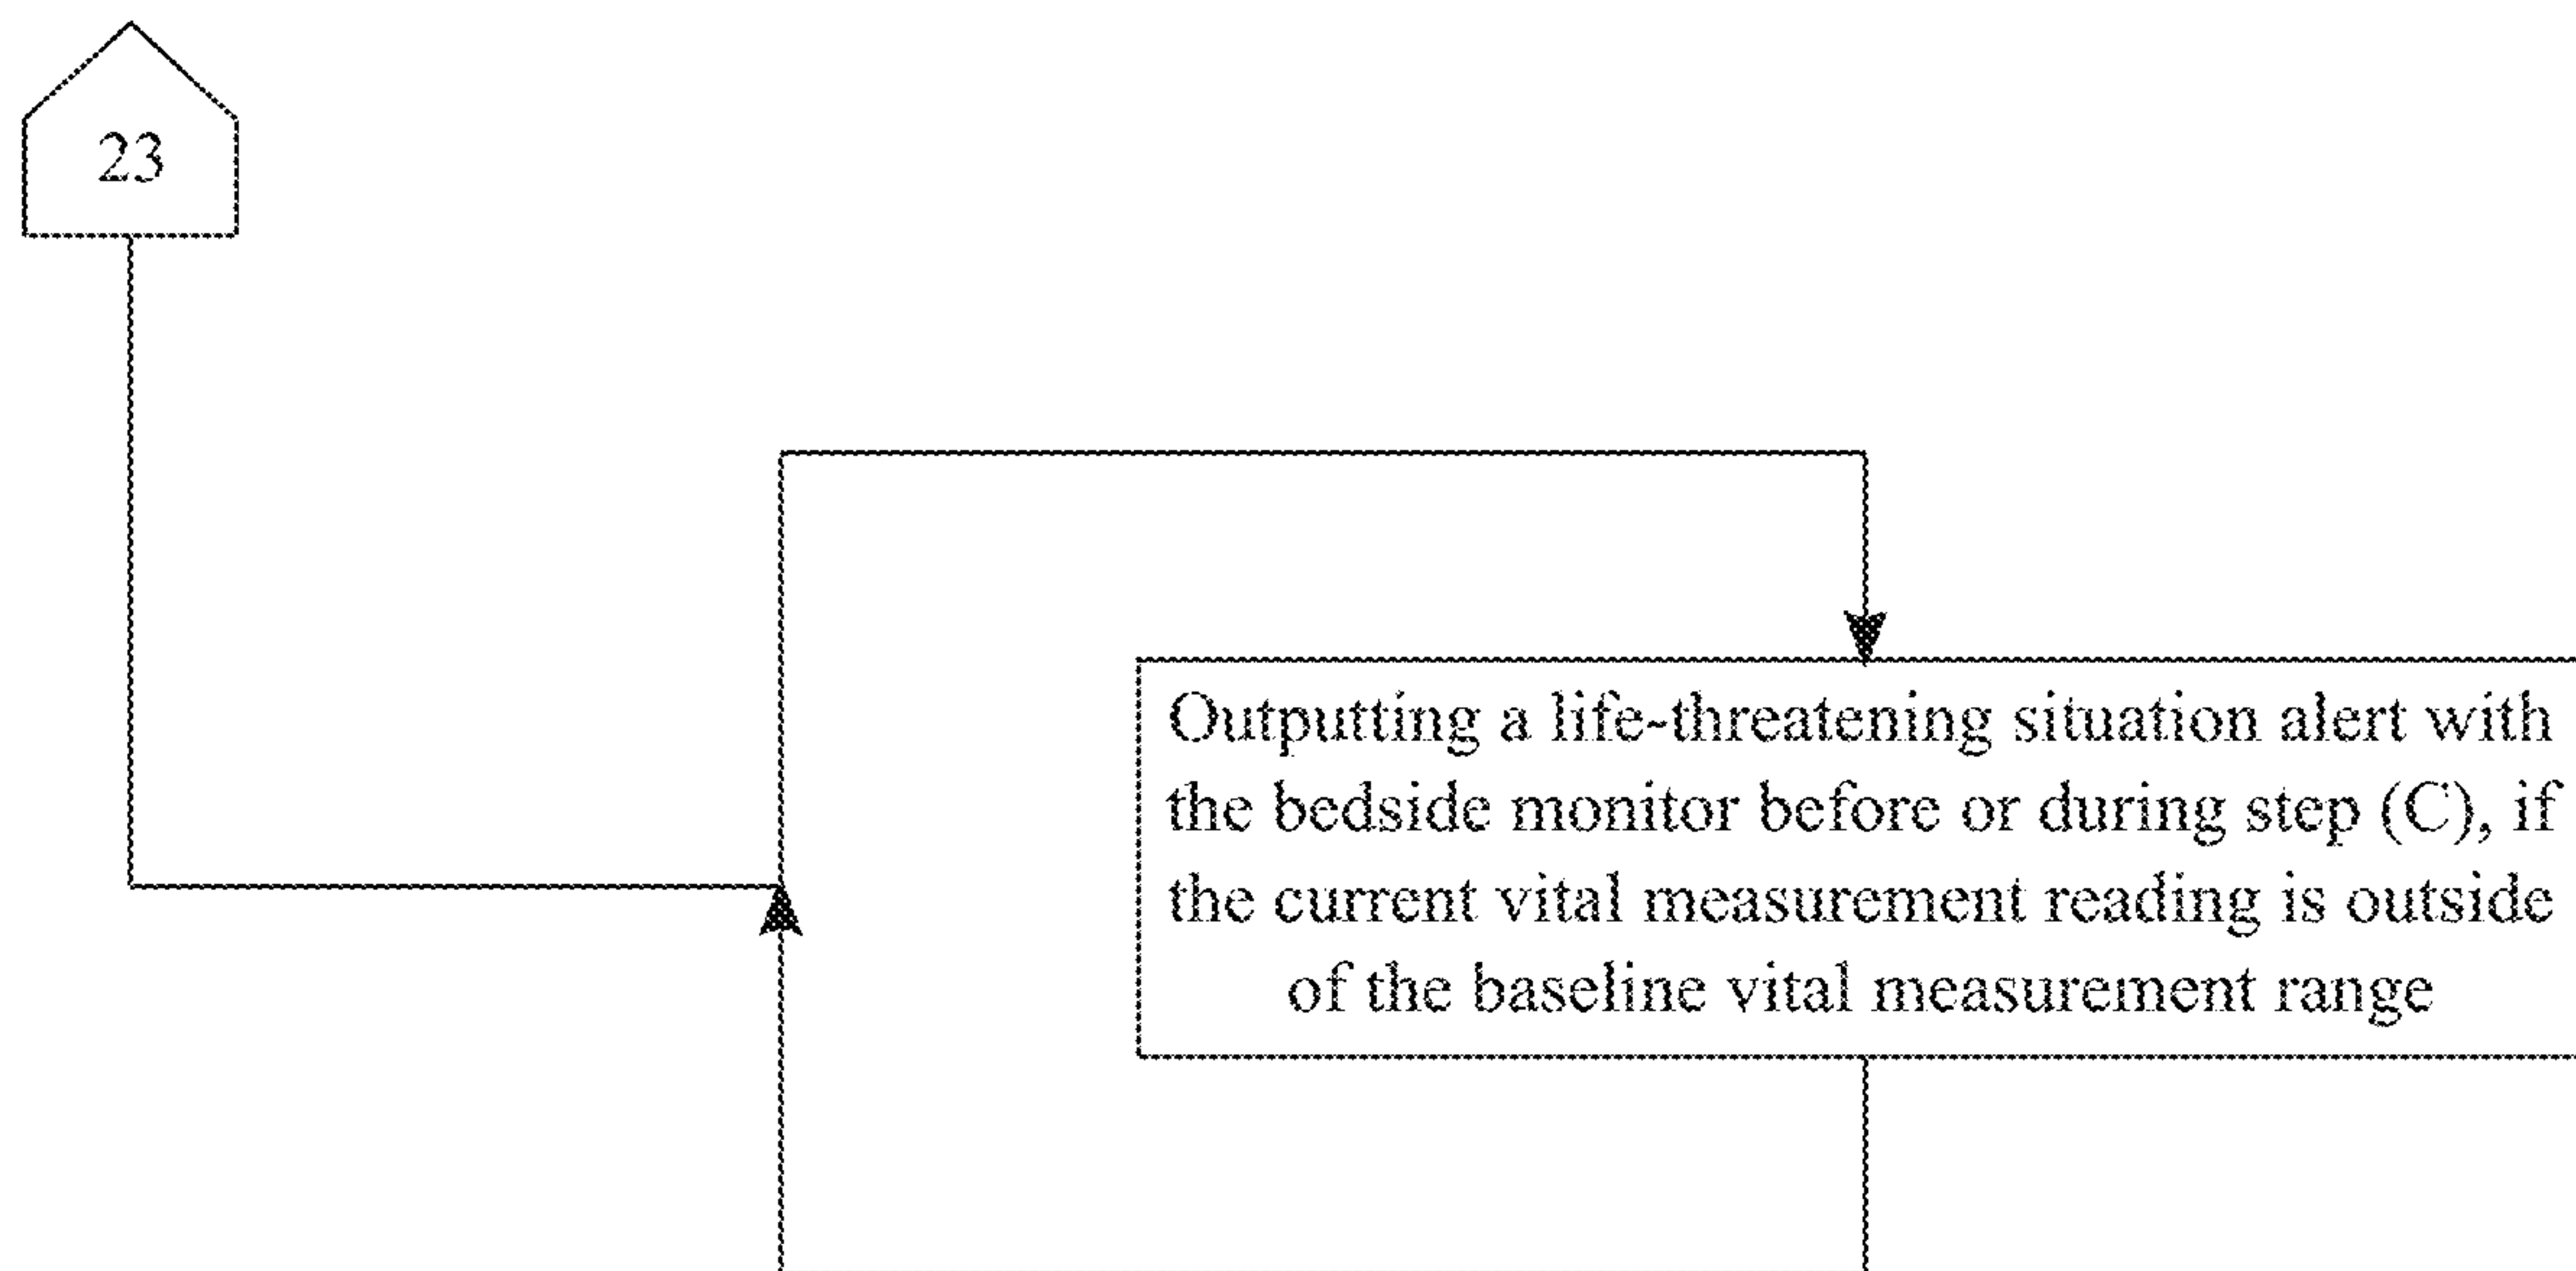 23
Outputting a life-threatening situation alert with
the bedside monitor before or during step (C), if
the current vital measurement reading is outside
of the baseline vital measurement range